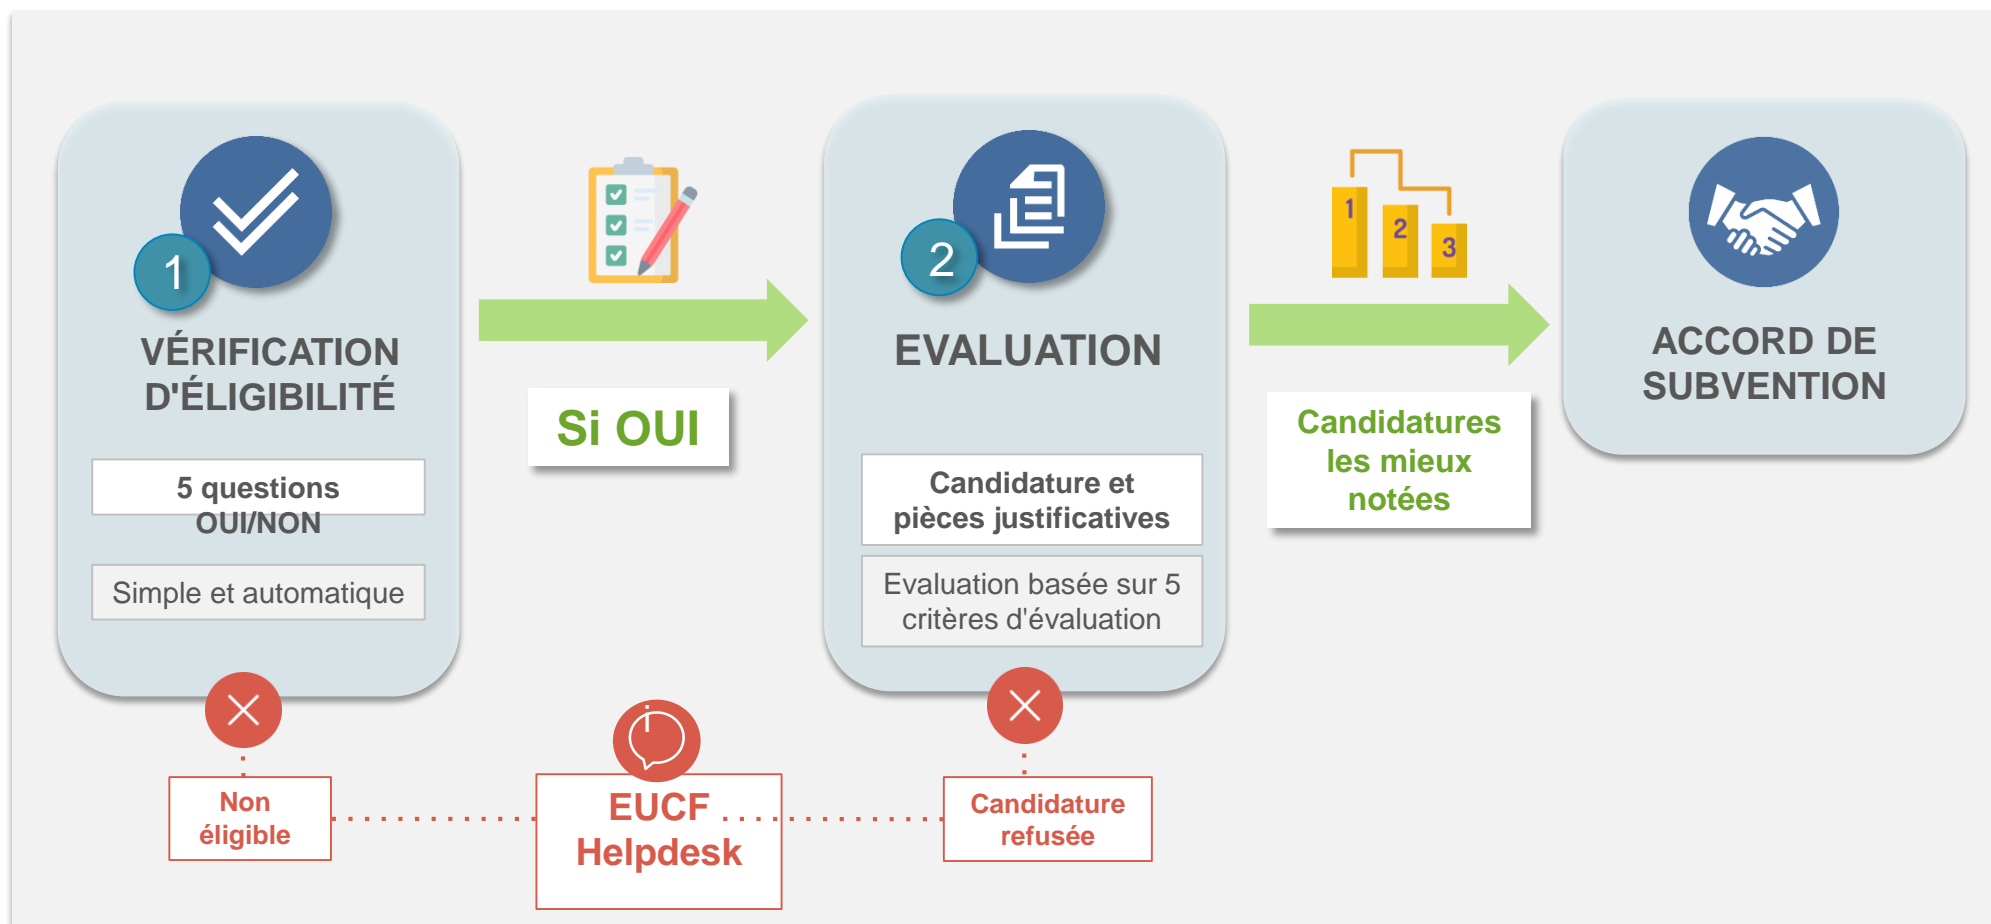 1
VÉRIFICATION
D'ÉLIGIBILITÉ
5 questions
OUI/NON
Simple et automatique
Si OUI
2
EVALUATION
Candidature et
pièces justificatives
Evaluation basée sur 5
critères d'évaluation
1
2
3
Candidatures
les mieux
notées
ACCORD DE
SUBVENTION
Non
éligible
i
EUCF
Helpdesk
Candidature
refusée